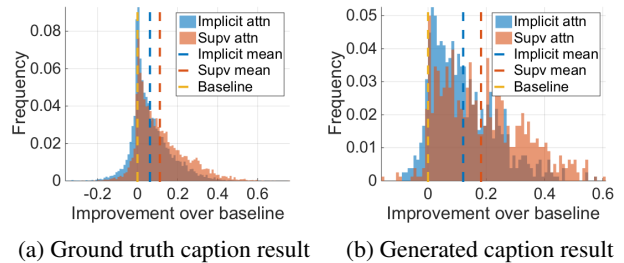 Implicit attn
Supv attn
Implicit mean
Supv mean
Baseline
Frequency
0.08
0.06
0.04
0.02
0
-0.2
0
0.2
0.4
0.6
Improvement over baseline
(a) Ground truth caption result
Implicit attn
Supv attn
Implicit mean
Supv mean
Baseline
Frequency
0.05
0.04
0.03
0.02
0.01
0
0
0.2
0.4
0.6
Improvement over baseline
(b) Generated caption result